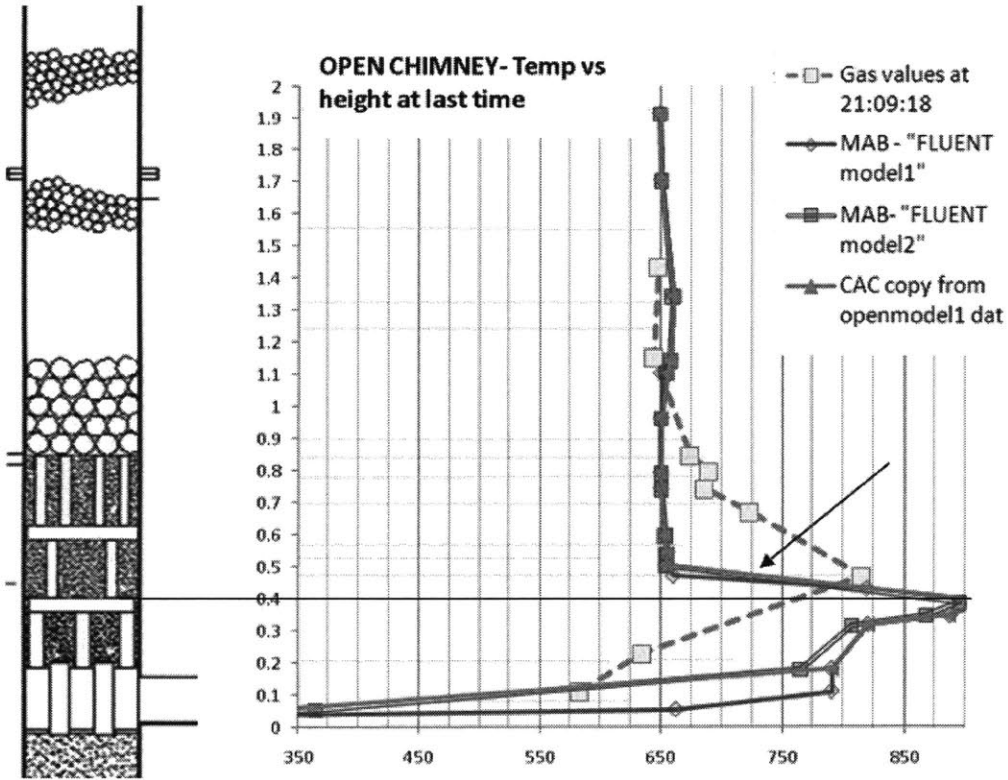 OPEN CHIMNEY- Temp vs
height at last time
Gas values at
21:09:18
MAB - "FLUENT
model1"
MAB- "FLUENT
model2"
CAC copy from
openmodel1 dat
2
1.9
1.8
1.7
1.6
1.5
1.4
1.3
1.2
1.1
1
0.9
0.8
0.7
0.6
0.5
0.4
0.3
0.2
0.1
0
350 450 550 650 750 850